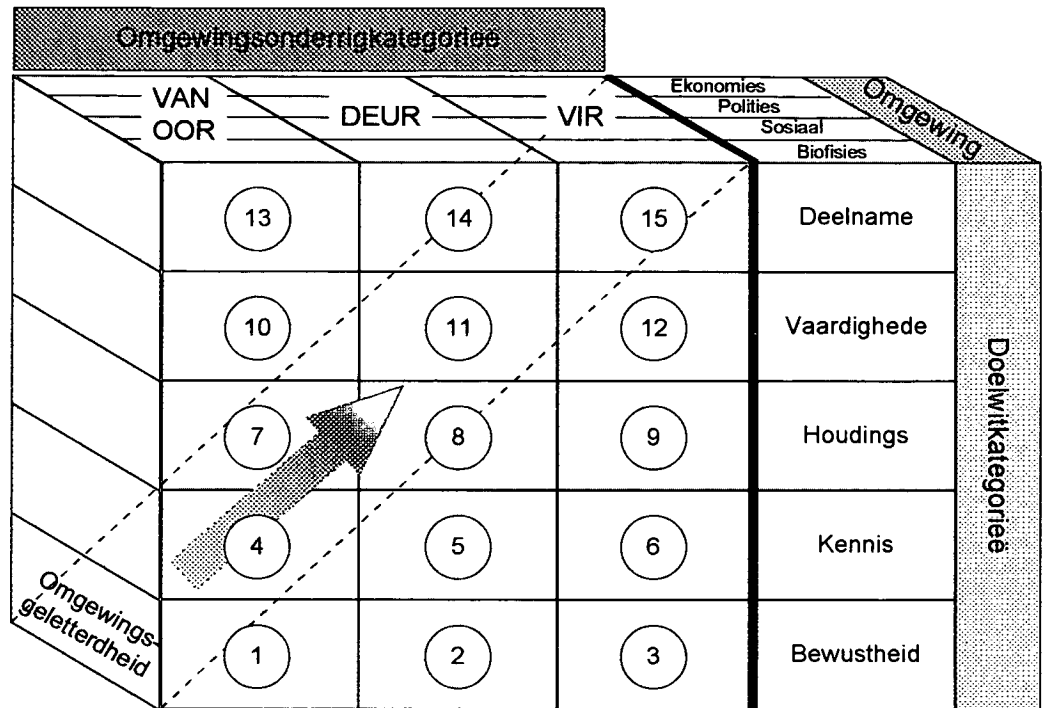 Omgewingsonderrigkategorieë
VAN
OOR
DEUR
VIR
Ekonomies
Polities
Sosiaal
Biofisies
Omgewing
13
14
15
Deelname
10
11
12
Vaardighede
7
8
9
Houdings
4
5
6
Kennis
1
2
3
Bewustheid
Doelwitkategorieë
Omgewings-
geletterdheid